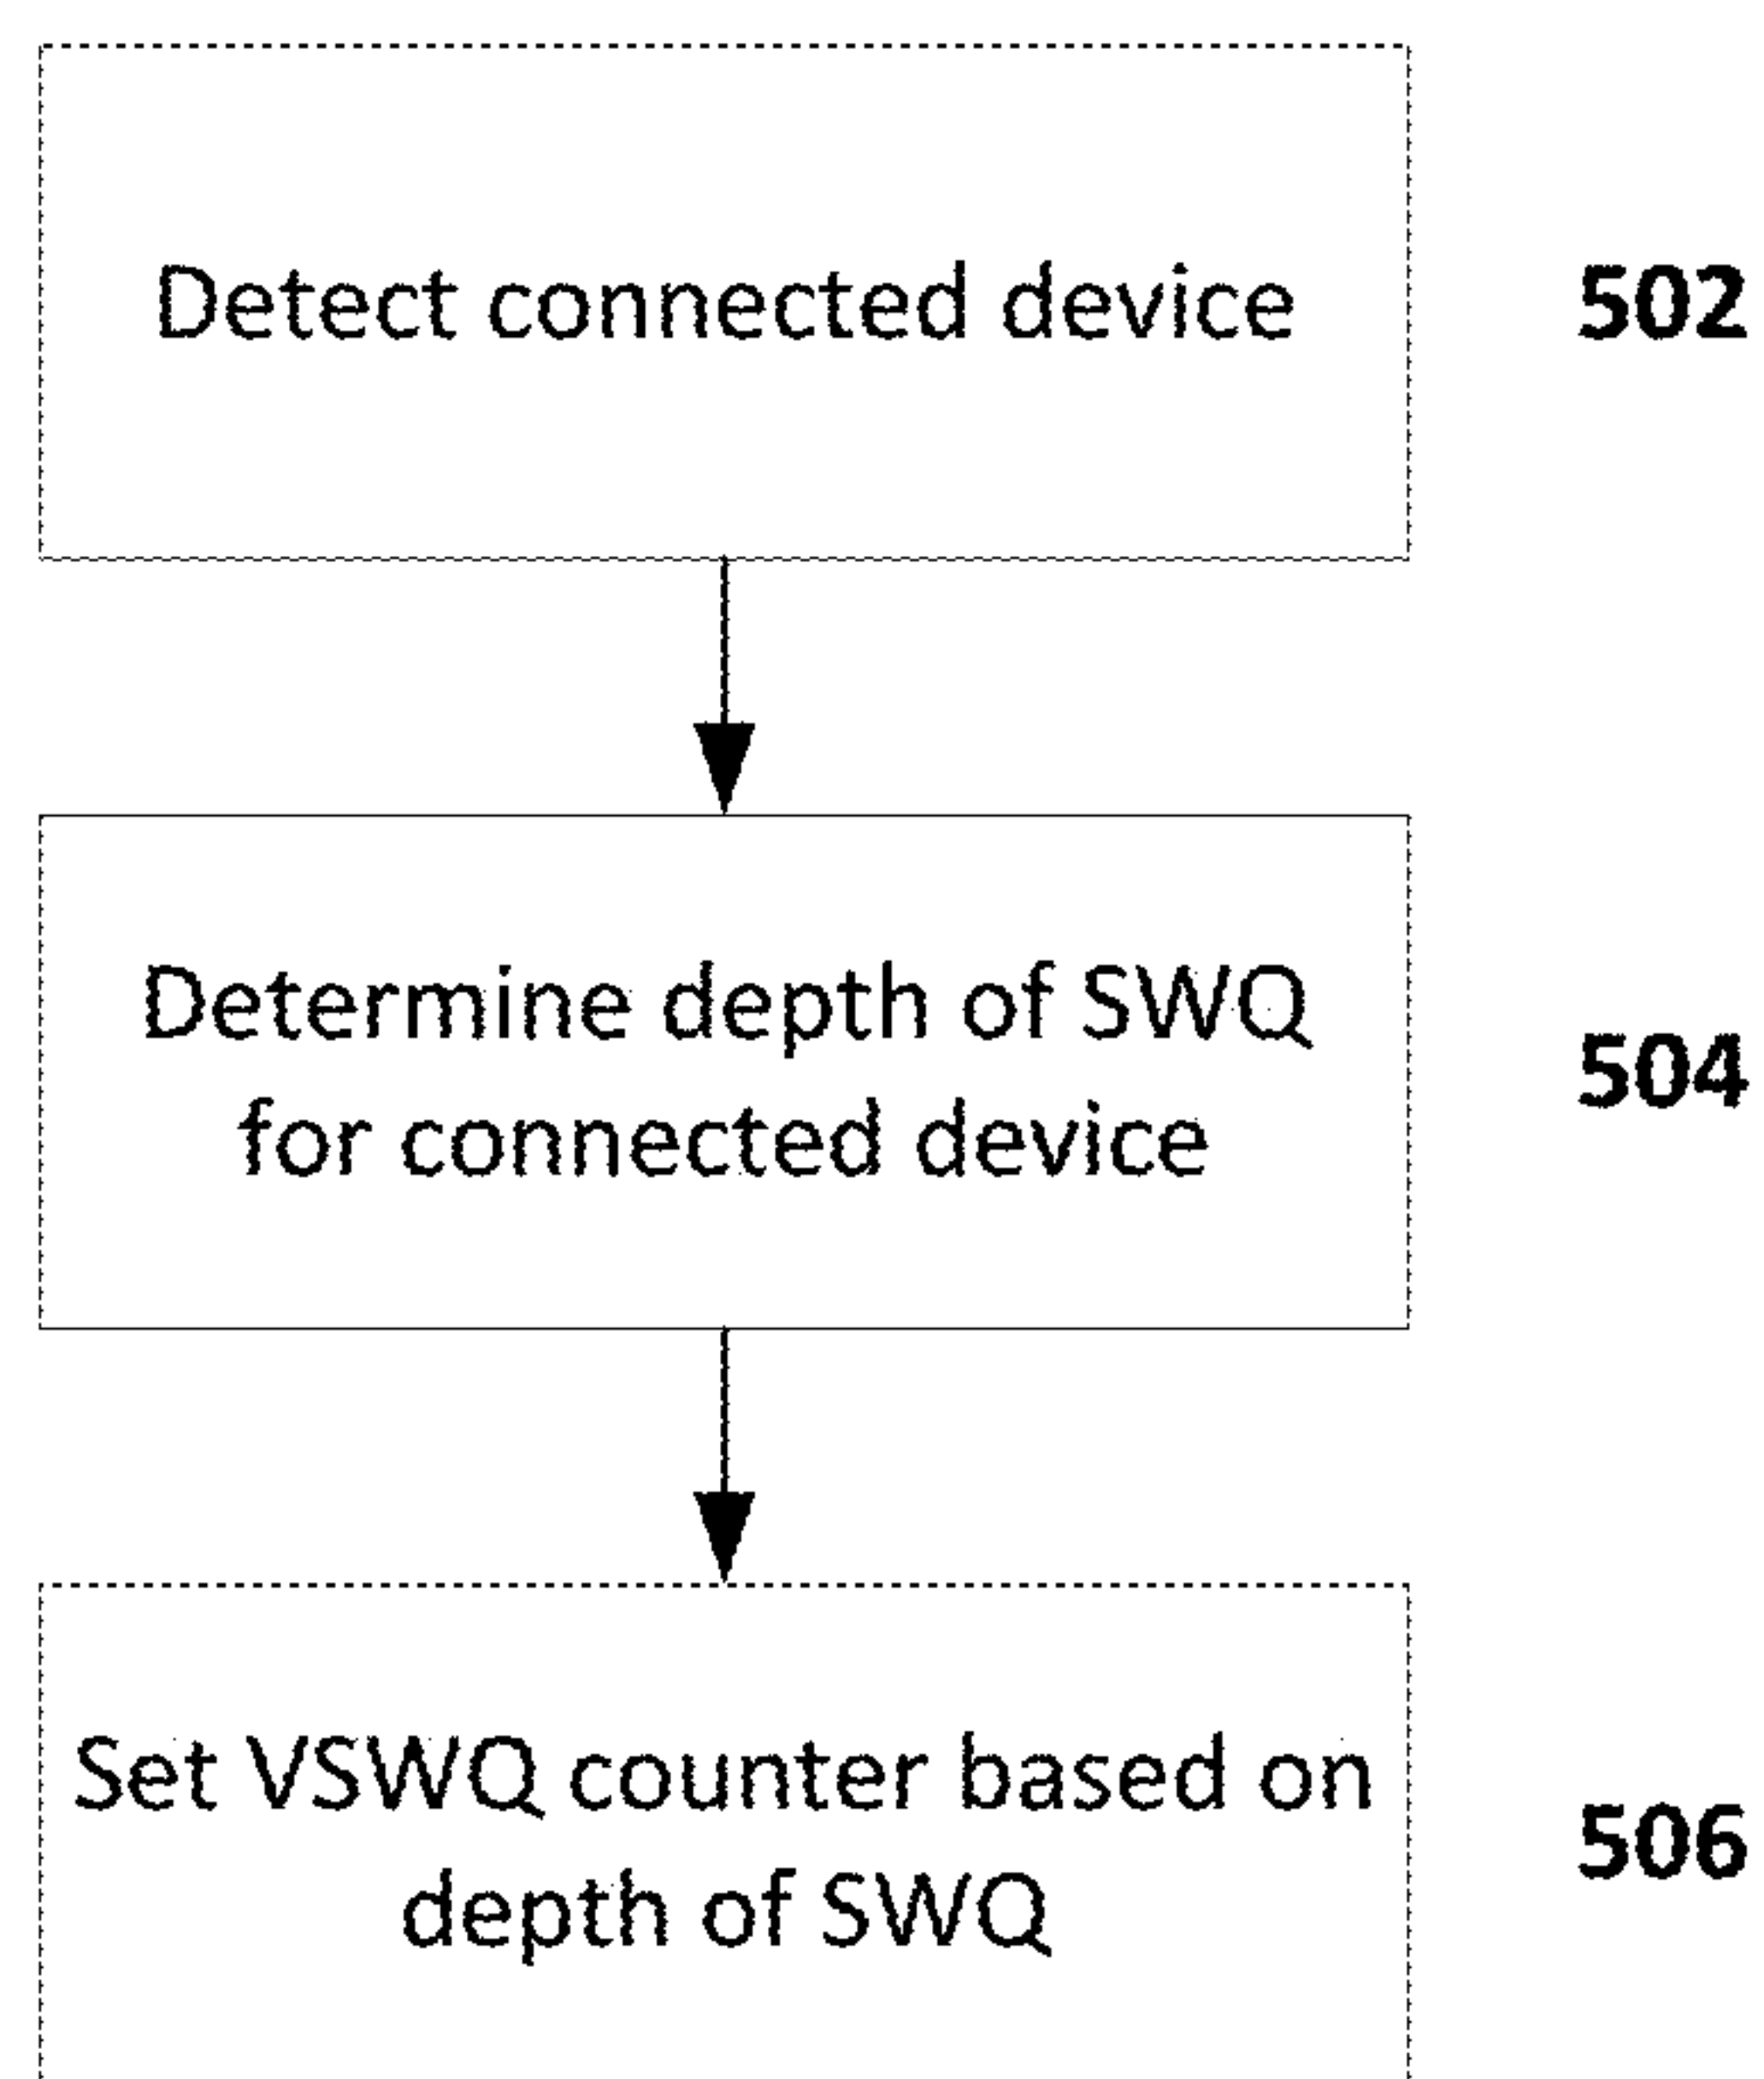 Detect connected device
502
Determine depth of SWQ
for connected device
504
Set VSWQ counter based on
depth of SWQ
506